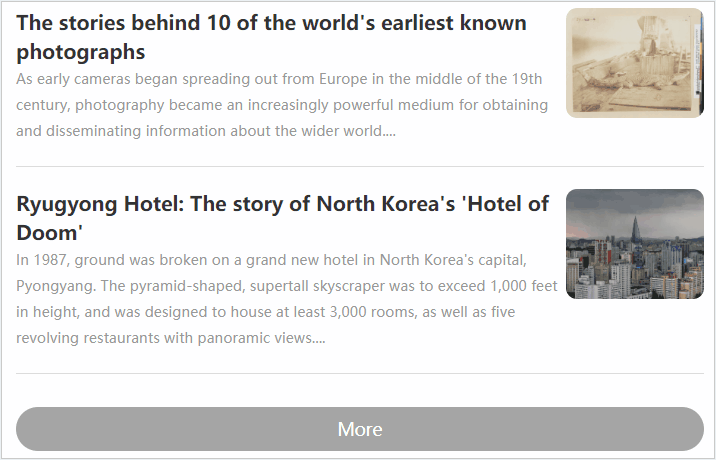 The stories behind 10 of the world's earliest known
photographs
As early cameras began spreading out from Europe in the middle of the 19th
century, photography became an increasingly powerful medium for obtaining
and disseminating information about the wider world....
Ryugyong Hotel: The story of North Korea's 'Hotel of
Doom'
In 1987, ground was broken on a grand new hotel in North Korea's capital,
Pyongyang. The pyramid-shaped, supertall skyscraper was to exceed 1,000 feet
in height, and was designed to house at least 3,000 rooms, as well as five
revolving restaurants with panoramic views....
More